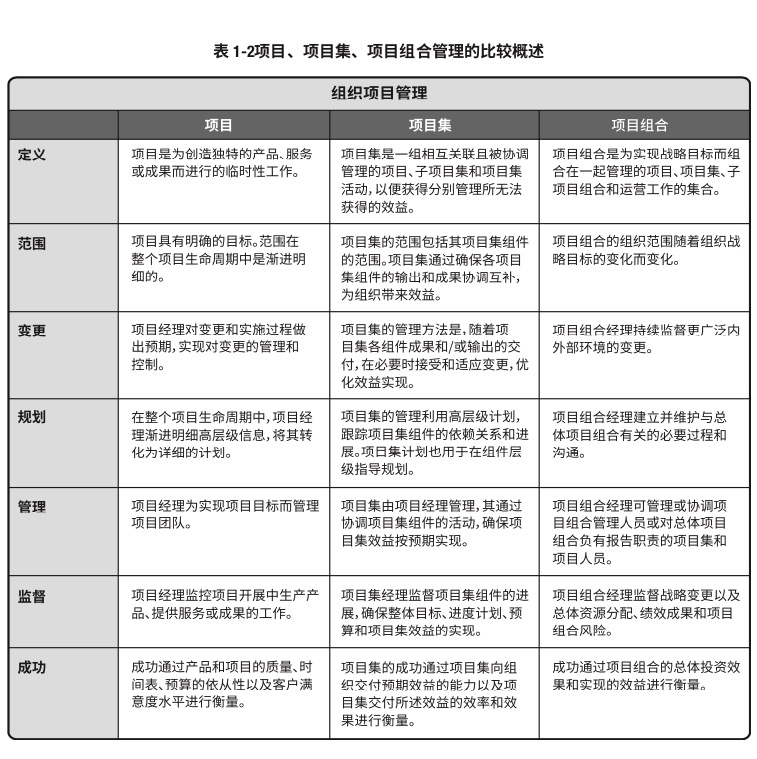 表 1-2项目、项目集、项目组合管理的比较概述
组织项目管理
项目
项目集
项目组合
定义
项目是为创造独特的产品、服务
或成果而进行的临时性工作。
项目集是一组相互关联且被协调
管理的项目、子项目集和项目集
活动，以便获得分别管理所无法
获得的效益。
项目组合是为实现战略目标而组
合在一起管理的项目、项目集、子
项目组合和运营工作的集合。
范围
项目具有明确的目标。范围在
整个项目生命周期中是渐进明
细的。
项目集的范围包括其项目集组件
的范围。项目集通过确保各项目
集组件的输出和成果协调互补，
为组织带来效益。
项目组合的组织范围随着组织战
略目标的变化而变化。
变更
项目经理对变更和实施过程做
出预期，实现对变更的管理和
控制。
项目集的管理方法是，随着项
目集各组件成果和/或输出的交
付，在必要时接受和适应变更，优
化效益实现。
项目组合经理持续监督更广泛内
外部环境的变更。
规划
在整个项目生命周期中，项目经
理渐进明细高层级信息，将其转
化为详细的计划。
项目集的管理利用高层级计划，
跟踪项目集组件的依赖关系和进
展。项目集计划也用于在组件层
级指导规划。
项目组合经理建立并维护与总
体项目组合有关的必要过程和
沟通。
管理
项目经理为实现项目目标而管理
项目团队。
项目集由项目经理管理，其通过
协调项目集组件的活动，确保项
目集效益按预期实现。
项目组合经理可管理或协调项
目组合管理人员或对总体项目
组合负有报告职责的项目集和
项目人员。
监督
项目经理监控项目开展中生产产
品、提供服务或成果的工作。
项目集经理监督项目集组件的进
展，确保整体目标、进度计划、预
算和项目集效益的实现。
项目组合经理监督战略变更以及
总体资源分配、绩效成果和项目
组合风险。
成功
成功通过产品和项目的质量、时
间表、预算的依从性以及客户满
意度水平进行衡量。
项目集的成功通过项目集向组
织交付预期效益的能力以及项
目集交付所述效益的效率和效
果进行衡量。
成功通过项目组合的总体投资效
果和实现的效益进行衡量。